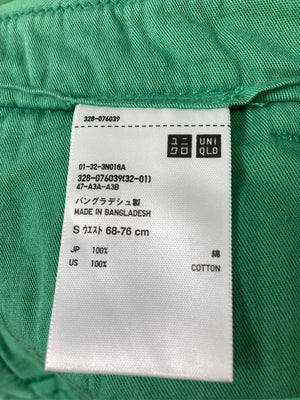 328-076039
ユニ
クロ
UNI
QLO
01-32-3N018A
328-076039(32-01)
47-A3A-A3B
バングラデシュ製
MADE IN BANGLADESH
S ウエスト 68-76 cm
JP 100% 綿
US 100% COTTON